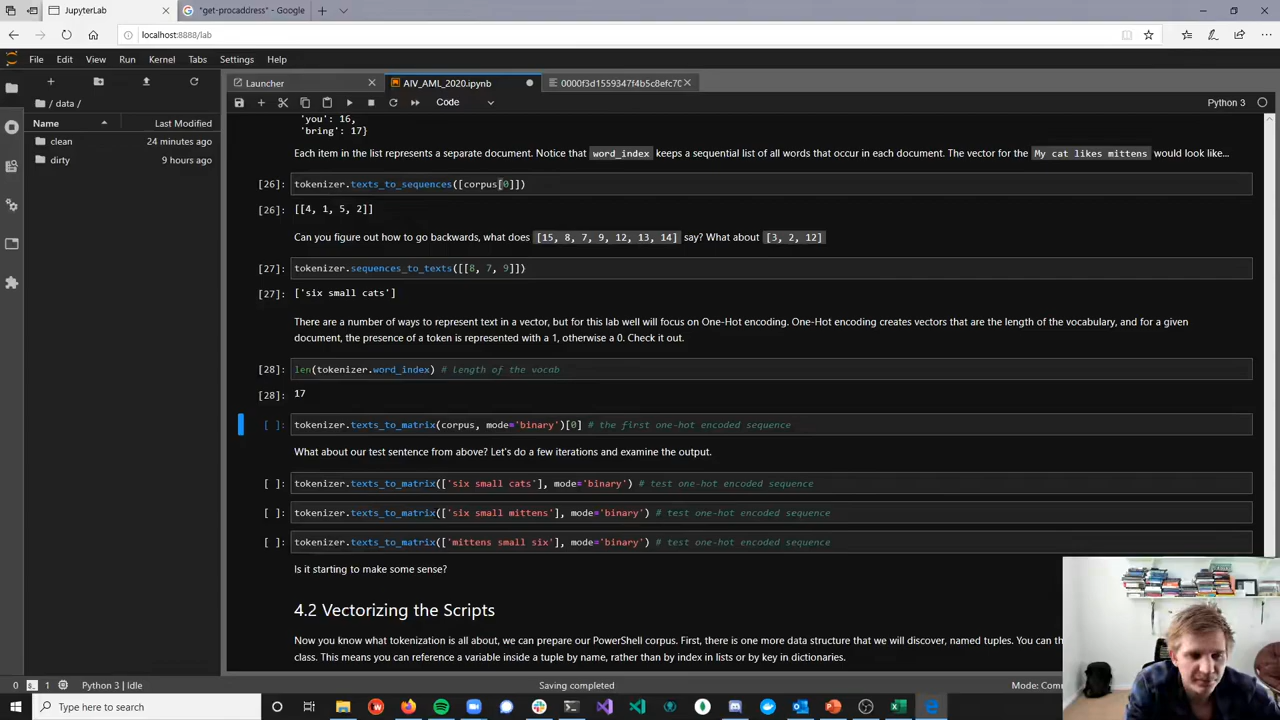 JupyterLab
"get-procaddress" - Google
localhost:8888/lab
File Edit View Run Kernel Tabs Settings Help
Launcher
AIV_AML_2020.ipynb
0000f3d1559347f4b5c8efc7(
Code
Python 3
/ data /
Name Last Modified
clean 24 minutes ago
dirty 9 hours ago
'you': 16,
'bring': 17}
Each item in the list represents a separate document. Notice that word_index keeps a sequential list of all words that occur in each document. The vector for the My cat likes mittens would look like...
[26]: tokenizer.texts_to_sequences([corpus[0]])
[26]: [[4, 1, 5, 2]]
Can you figure out how to go backwards, what does [15, 8, 7, 9, 12, 13, 14] say? What about [3, 2, 12]
[27]: tokenizer.sequences_to_texts([[8, 7, 9]])
[27]: ['six small cats']
There are a number of ways to represent text in a vector, but for this lab well will focus on One-Hot encoding. One-Hot encoding creates vectors that are the length of the vocabulary, and for a given
document, the presence of a token is represented with a 1, otherwise a 0. Check it out.
[28]: len(tokenizer.word_index) # length of the vocab
[28]: 17
[ ]: tokenizer.texts_to_matrix(corpus, mode='binary')[0] # the first one-hot encoded sequence
What about our test sentence from above? Let's do a few iterations and examine the output.
[ ]: tokenizer.texts_to_matrix(['six small cats'], mode='binary') # test one-hot encoded sequence
[ ]: tokenizer.texts_to_matrix(['six small mittens'], mode='binary') # test one-hot encoded sequence
[ ]: tokenizer.texts_to_matrix(['mittens small six'], mode='binary') # test one-hot encoded sequence
Is it starting to make some sense?
4.2 Vectorizing the Scripts
Now you know what tokenization is all about, we can prepare our PowerShell corpus. First, there is one more data structure that we will discover, named tuples. You can th
class. This means you can reference a variable inside a tuple by name, rather than by index in lists or by key in dictionaries.
0 1 Python 3 | Idle Saving completed Mode: Com
Type here to search